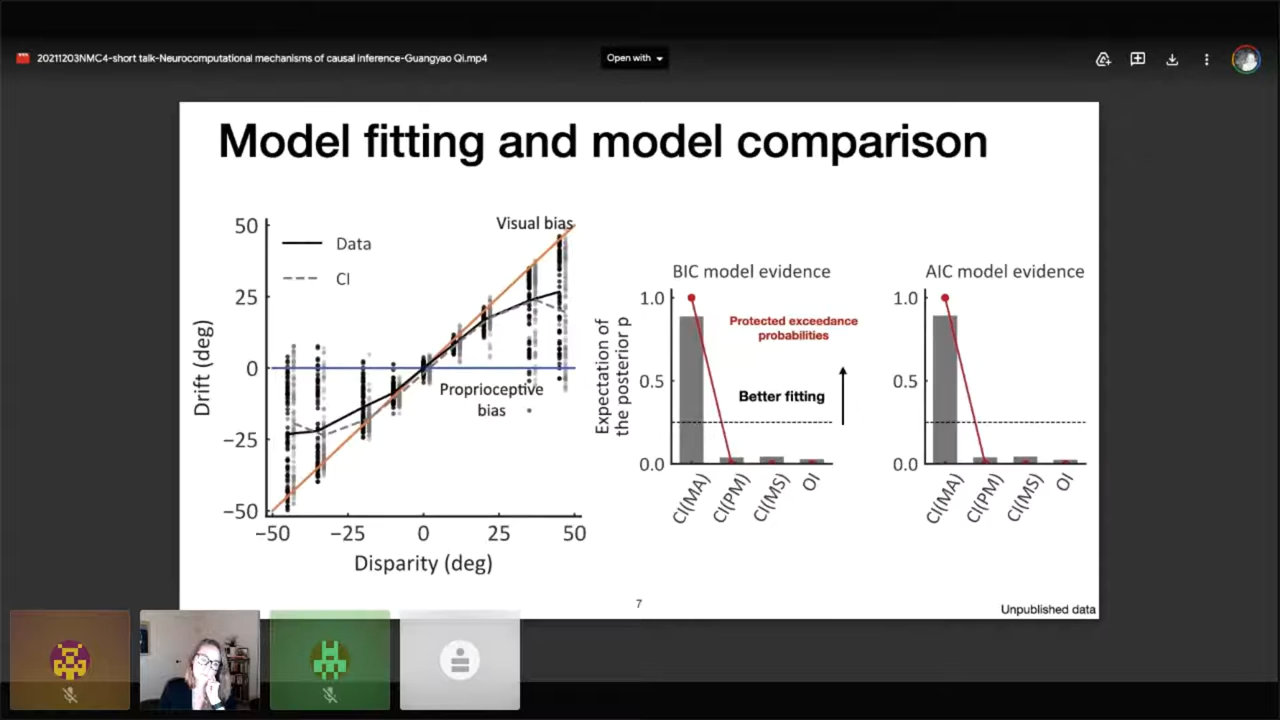 20211203NMC4-short talk-Neurocomputational mechanisms of causal inference-Guangyao Qi.mp4
Open with
Model fitting and model comparison
50
25
0
−25
−50
Drift (deg)
−50 −25 0 25 50
Disparity (deg)
Data
CI
Visual bias
Proprioceptive
bias
BIC model evidence
1.0
0.5
0.0
Expectation of
the posterior p
Protected exceedance
probabilities
Better fitting
CI(MA) CI(PM) CI(MS) OI
AIC model evidence
1.0
0.5
0.0
CI(MA) CI(PM) CI(MS) OI
7
Unpublished data